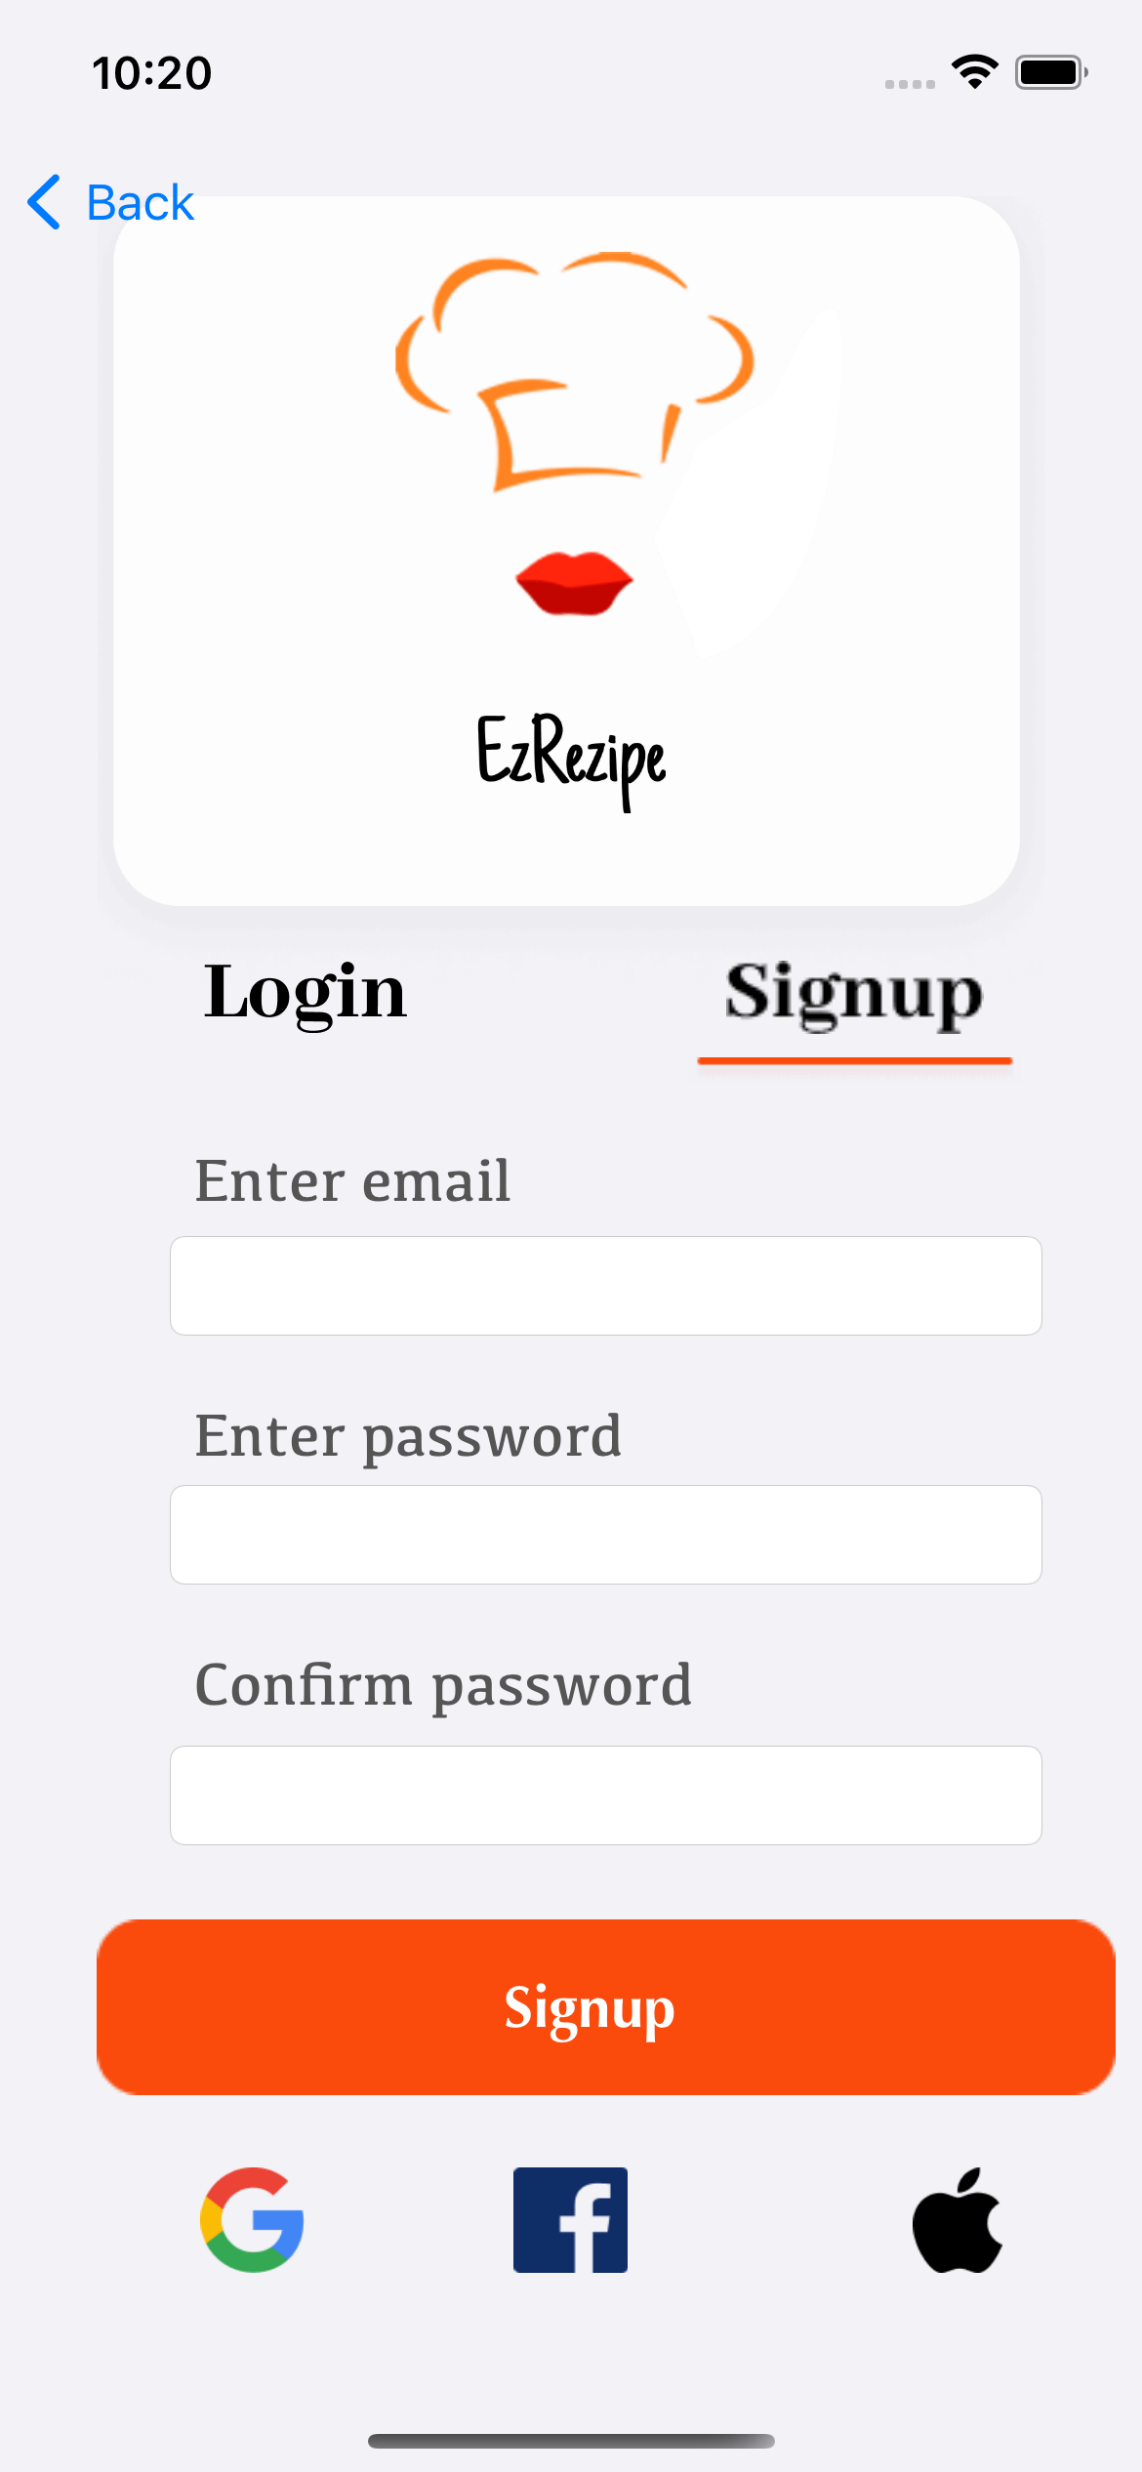 10:20
Back
EzRezipe
Login Signup
Enter email
Enter password
Confirm password
Signup